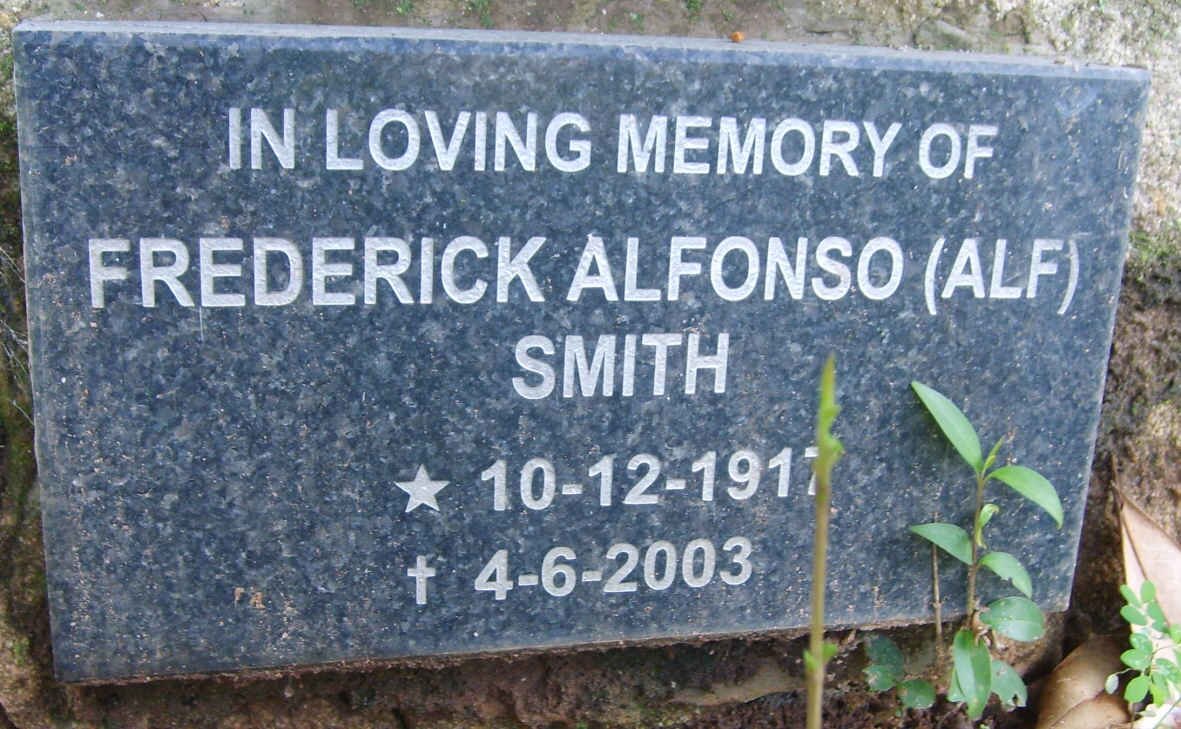 IN LOVING MEMORY OF
FREDERICK ALFONSO (ALF)
SMITH
★ 10-12-1917
✝ 4-6-2003